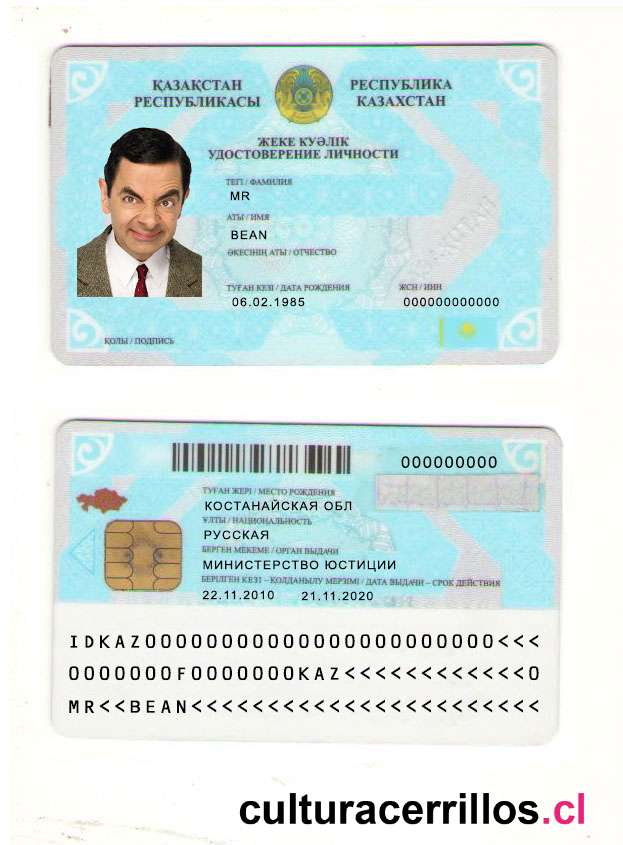 ҚАЗАҚСТАН РЕСПУБЛИКАСЫ
РЕСПУБЛИКА КАЗАХСТАН
ЖЕКЕ КУӘЛІК
УДОСТОВЕРЕНИЕ ЛИЧНОСТИ
ТЕГІ / ФАМИЛИЯ
MR
АТЫ / ИМЯ
BEAN
ӘКЕСІНІҢ АТЫ / ОТЧЕСТВО
ТУҒАН КЕЗІ / ДАТА РОЖДЕНИЯ ЖСН / ИИН
06.02.1985 000000000000
ҚОЛЫ / ПОДПИСЬ
000000000
ТУҒАН ЖЕРІ / МЕСТО РОЖДЕНИЯ
КОСТАНАЙСКАЯ ОБЛ
ҰЛТЫ / НАЦИОНАЛЬНОСТЬ
РУССКАЯ
БЕРГЕН МЕКЕМЕ / ОРГАН ВЫДАЧИ
МИНИСТЕРСТВО ЮСТИЦИИ
БЕРІЛГЕН КЕЗІ – ҚОЛДАНЫЛУ МЕРЗІМІ / ДАТА ВЫДАЧИ – СРОК ДЕЙСТВИЯ
22.11.2010 21.11.2020
IDKAZ00000000000000000000000<<<
0000000F0000000KAZ<<<<<<<<<<<<0
MR<<BEAN<<<<<<<<<<<<<<<<<<<<<<<
culturacerrillos.cl